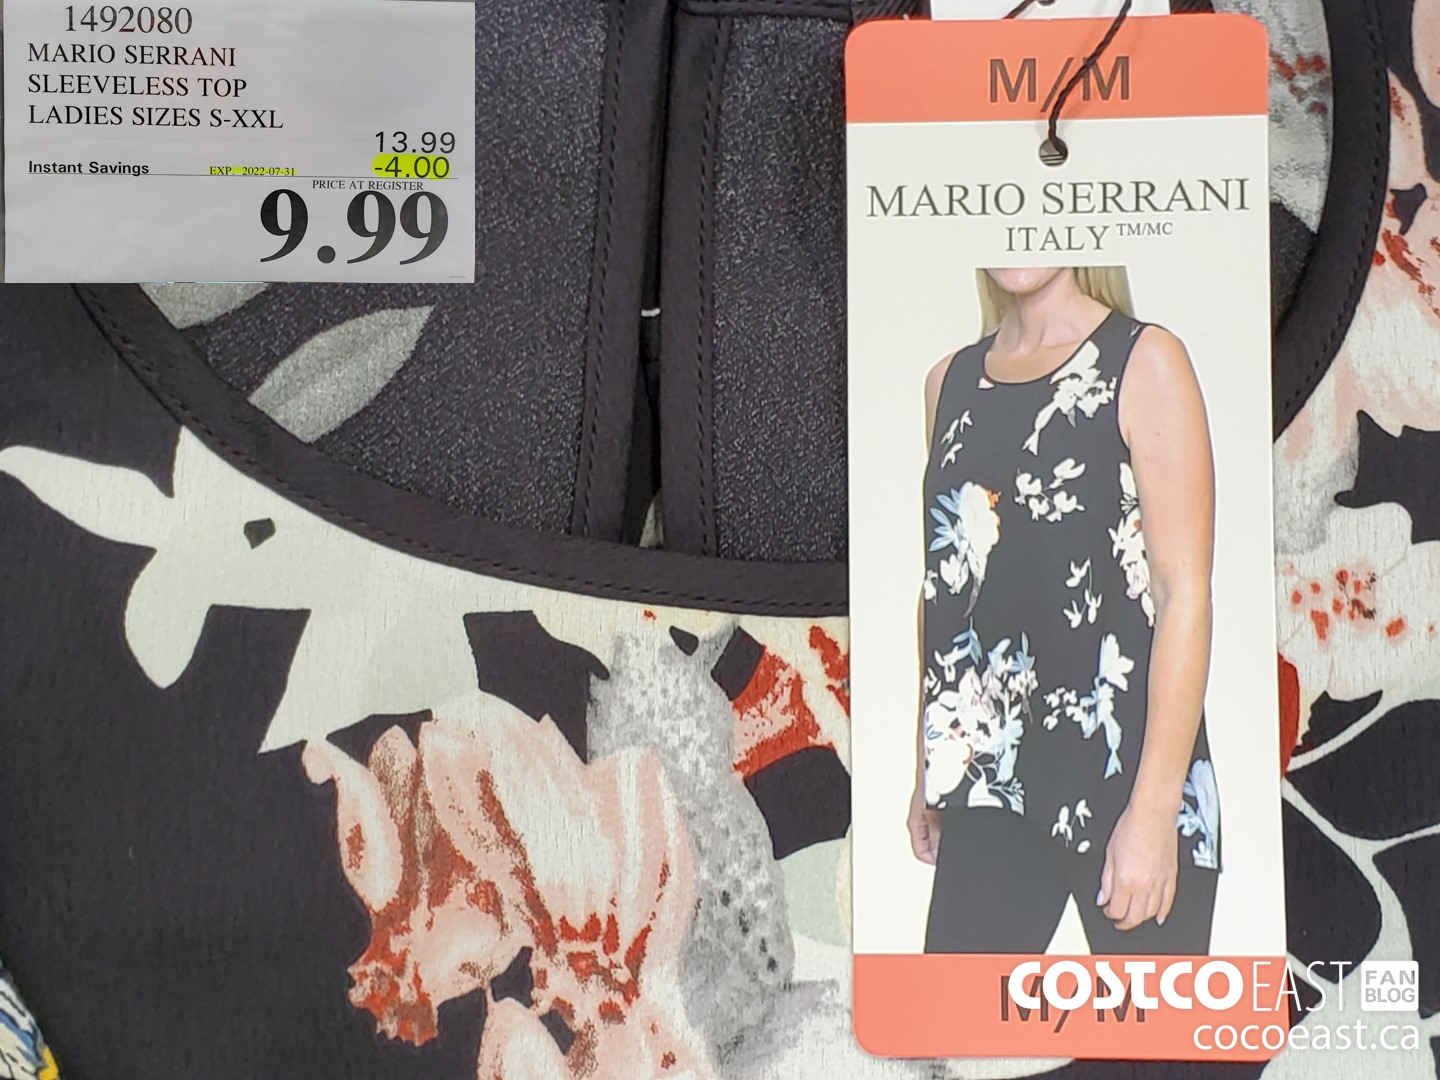 1492080
MARIO SERRANI
SLEEVELESS TOP
LADIES SIZES S-XXL
13.99
Instant Savings EXP. 2022-07-31 -4.00
PRICE AT REGISTER
9.99
M/M
MARIO SERRANI
ITALY TM/MC
M/M
COSTCO EAST FAN BLOG
cocoeast.ca